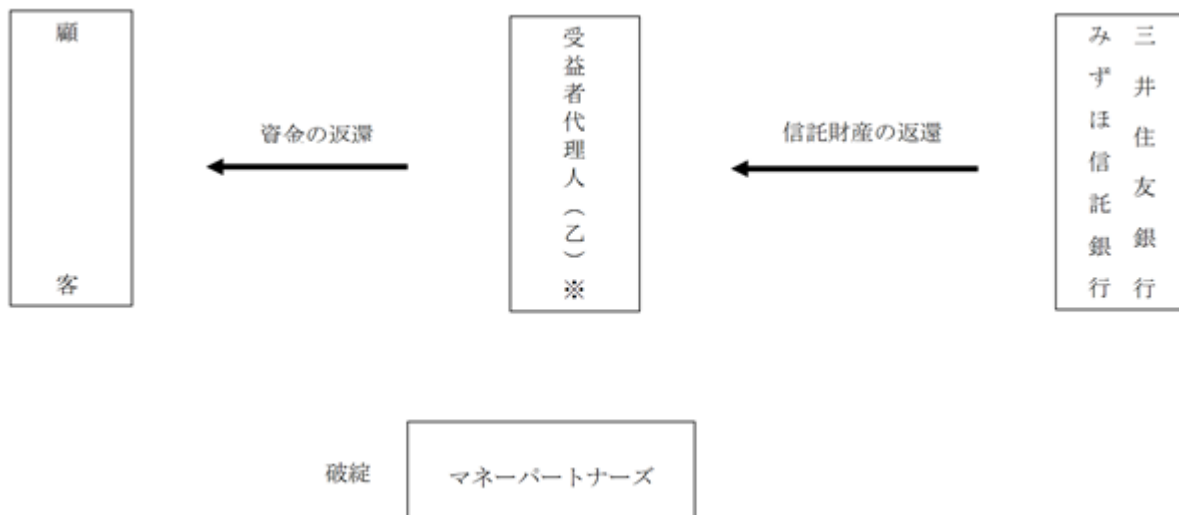 顧客
資金の返還
受益者代理人（乙）※
信託財産の返還
三井住友銀行
みずほ信託銀行
破綻
マネーパートナーズ